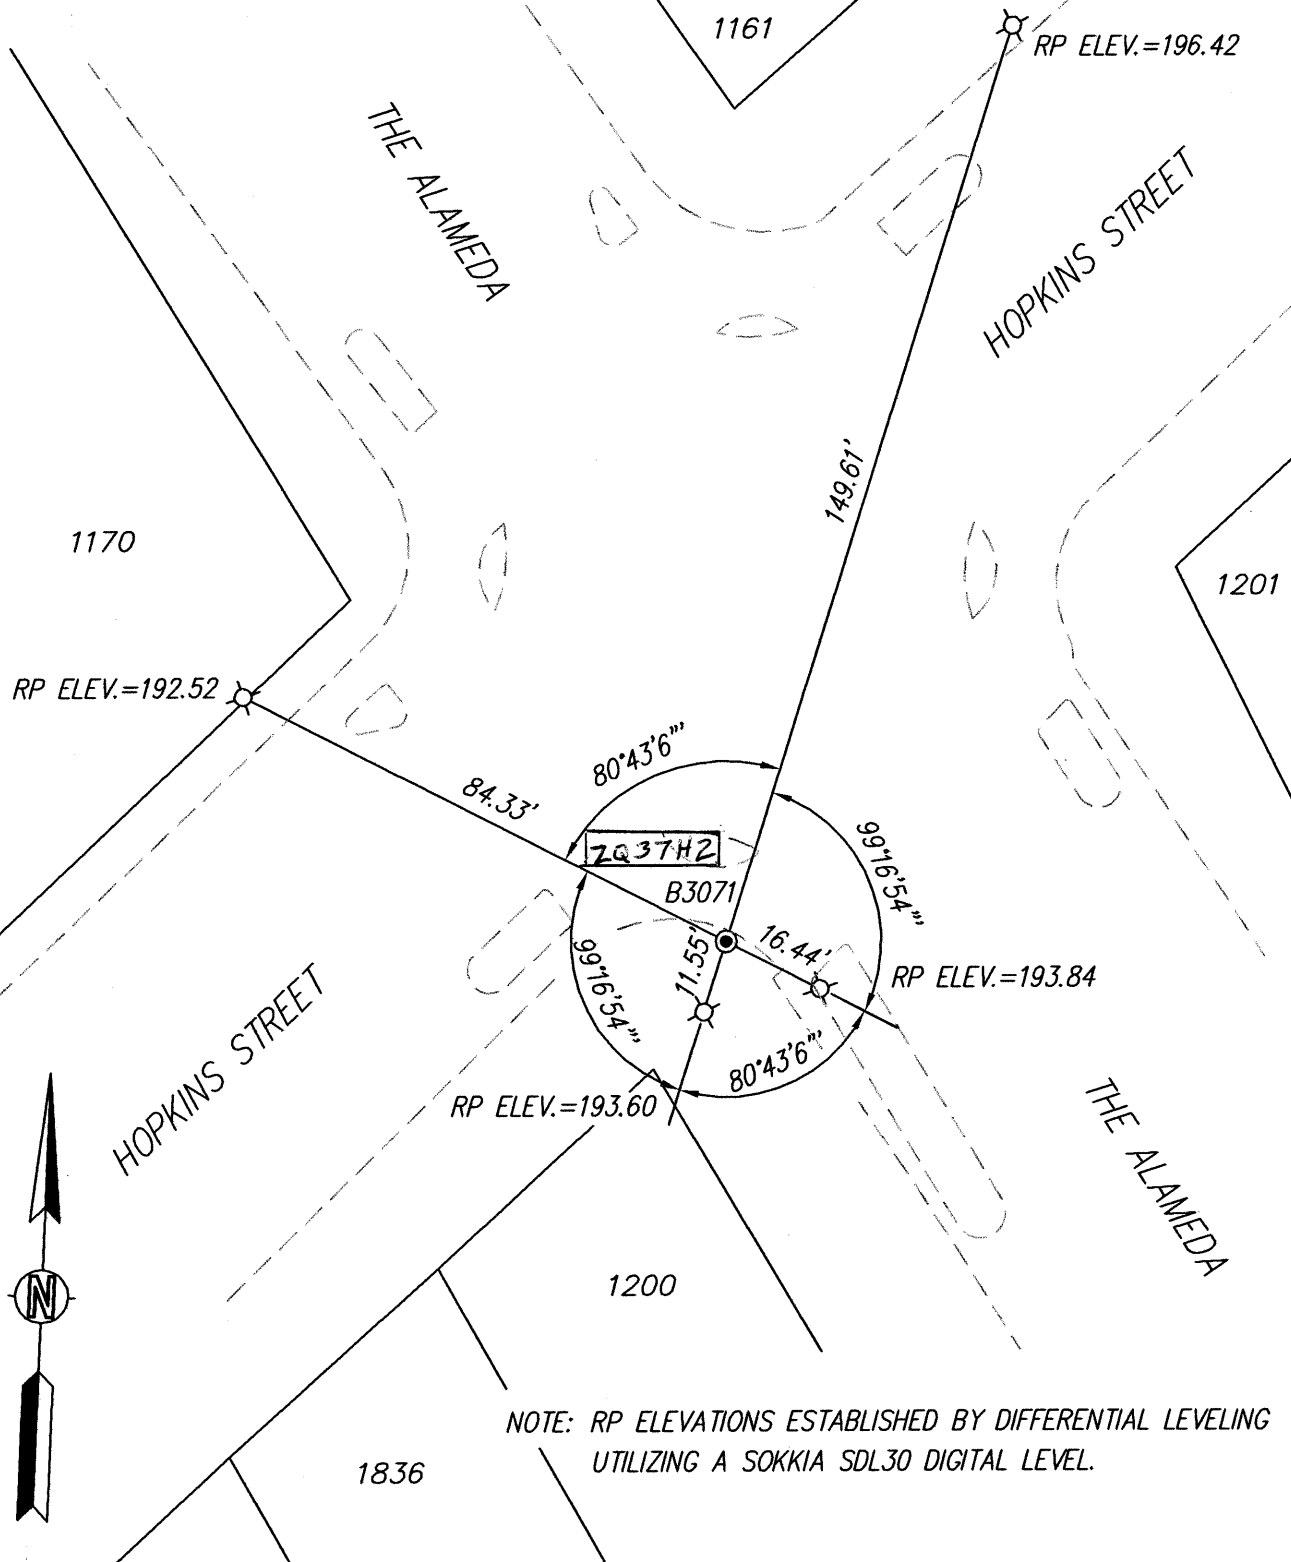 1161
RP ELEV.=196.42
THE ALAMEDA
HOPKINS STREET
149.61'
1170
1201
RP ELEV.=192.52
80°43'6'''
84.33'
99°16'54''''
ZQ37H2
B3071
16.44'
11.55'
99°16'54''''
RP ELEV.=193.84
80°43'6'''
RP ELEV.=193.60
HOPKINS STREET
THE ALAMEDA
N
1200
NOTE: RP ELEVATIONS ESTABLISHED BY DIFFERENTIAL LEVELING
UTILIZING A SOKKIA SDL30 DIGITAL LEVEL.
1836